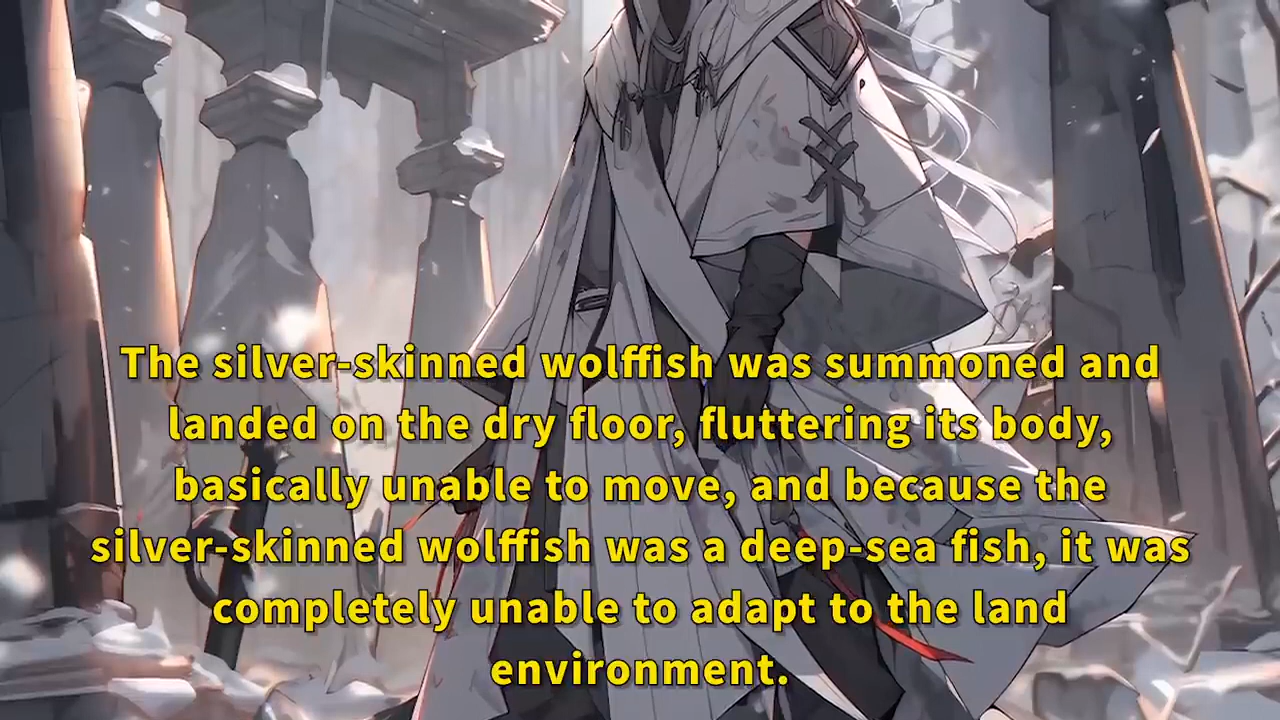 The silver-skinned wolffish was summoned and
landed on the dry floor, fluttering its body,
basically unable to move, and because the
silver-skinned wolffish was a deep-sea fish, it was
completely unable to adapt to the land
environment.